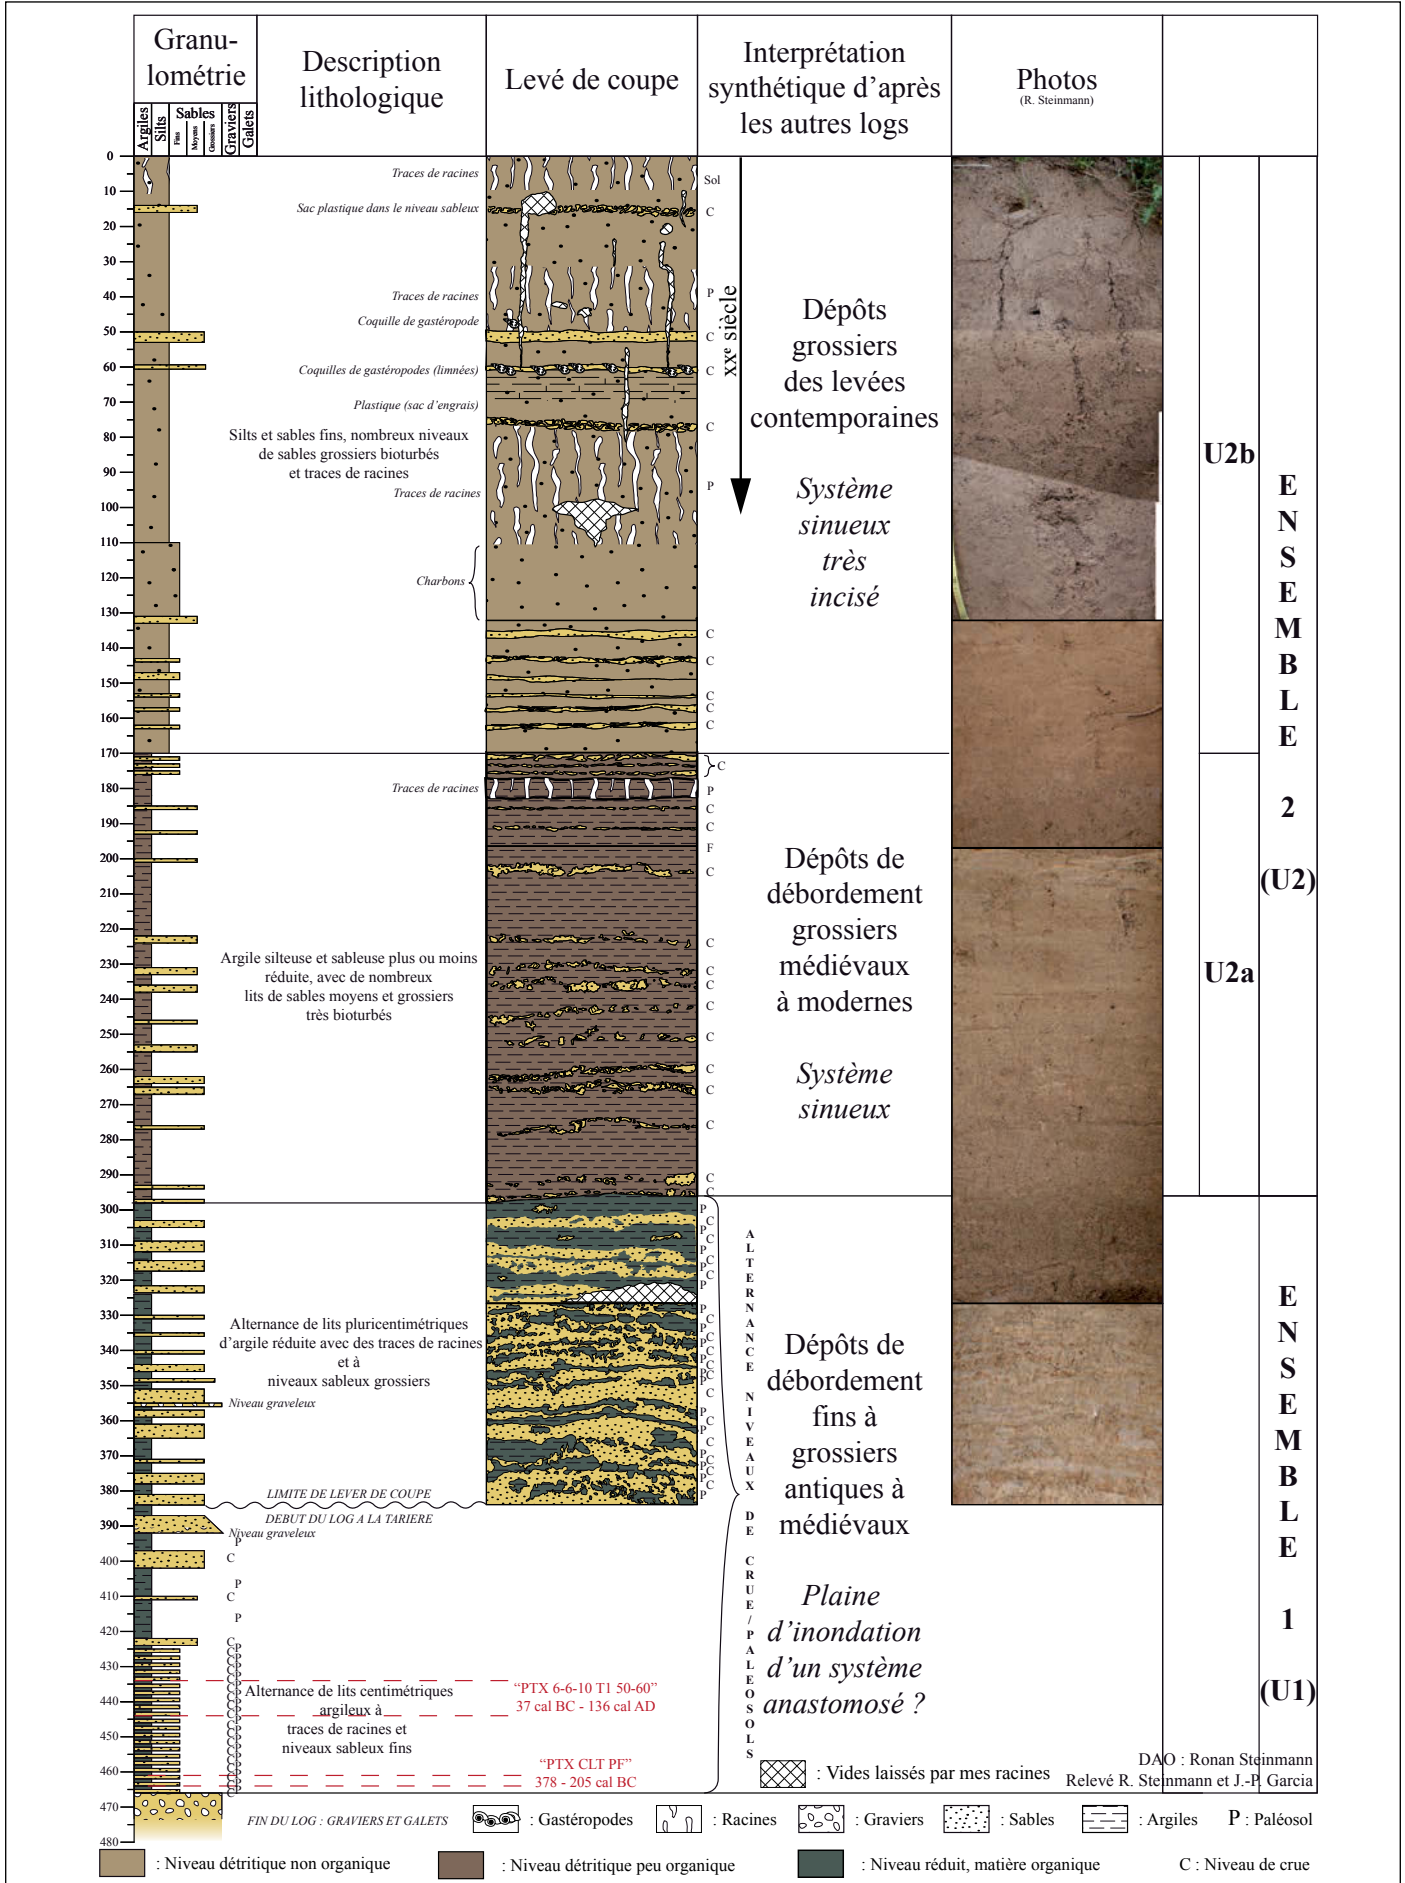 Granu-
lométrie
Description
lithologique
Levé de coupe
Interprétation
synthétique d'après
les autres logs
Photos
(R. Steinmann)
Argiles
Silts
Sables
Fins
Moyens
Grossiers
Graviers
Galets
0
10
20
30
40
50
60
70
80
90
100
110
120
130
140
150
160
170
180
190
200
210
220
230
240
250
260
270
280
290
300
310
320
330
340
350
360
370
380
390
400
410
420
430
440
450
460
470
480
Traces de racines
Sac plastique dans le niveau sableux
Traces de racines
Coquille de gastéropode
Coquilles de gastéropodes (limnées)
Plastique (sac d'engrais)
Silts et sables fins, nombreux niveaux
de sables grossiers bioturbés
et traces de racines
Traces de racines
Charbons
Traces de racines
Argile silteuse et sableuse plus ou moins
réduite, avec de nombreux
lits de sables moyens et grossiers
très bioturbés
Alternance de lits pluricentimétriques
d'argile réduite avec des traces de racines
et à
niveaux sableux grossiers
Niveau graveleux
LIMITE DE LEVER DE COUPE
DEBUT DU LOG A LA TARIERE
Niveau graveleux
Alternance de lits centimétriques
argileux à
traces de racines et
niveaux sableux fins
"PTX 6-6-10 T1 50-60"
37 cal BC - 136 cal AD
"PTX CLT PF"
378 - 205 cal BC
Sol
C
P
C
C
C
P
C
C
C
C
C
C
P
C
C
F
C
C
C
C
C
C
C
C
C
C
C
XXe siècle
Dépôts
grossiers
des levées
contemporaines
Système
sinueux
très
incisé
Dépôts de
débordement
grossiers
médiévaux
à modernes
Système
sinueux
ALTERNANCE NIVEAUX DE CRUE / PALEOSOLS
Dépôts de
débordement
fins à
grossiers
antiques à
médiévaux
Plaine
d'inondation
d'un système
anastomosé ?
U2b
U2a
ENSEMBLE
2
(U2)
ENSEMBLE
1
(U1)
: Vides laissés par mes racines
DAO : Ronan Steinmann
Relevé R. Steinmann et J.-P. Garcia
FIN DU LOG : GRAVIERS ET GALETS
: Gastéropodes
: Racines
: Graviers
: Sables
: Argiles
P : Paléosol
: Niveau détritique non organique
: Niveau détritique peu organique
: Niveau réduit, matière organique
C : Niveau de crue